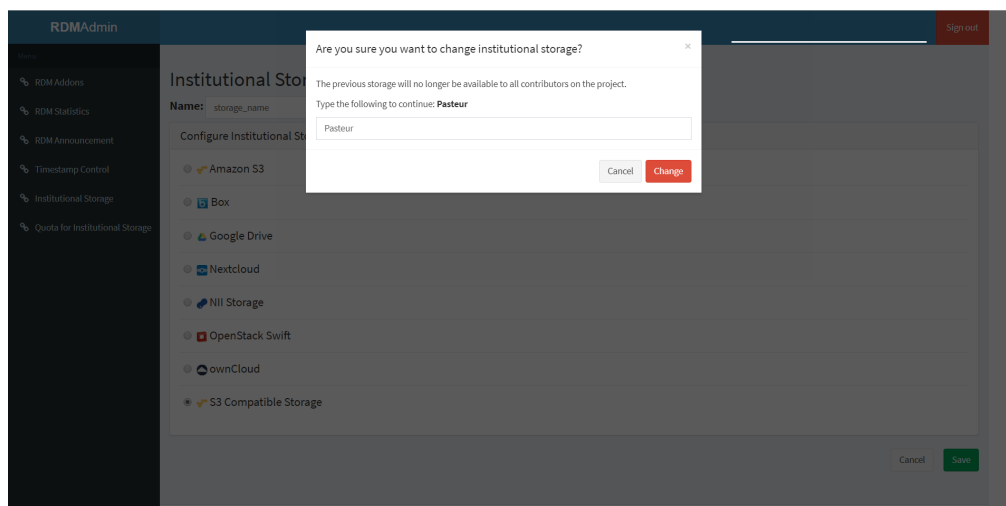 RDMAdmin
Sign out
Are you sure you want to change institutional storage?
×
The previous storage will no longer be available to all contributors on the project.
Type the following to continue: Pasteur
Pasteur
Cancel
Change
RDM Addons
RDM Statistics
RDM Announcement
Timestamp Control
Institutional Storage
Quota for Institutional Storage
Institutional Stor
Name: storage_name
Configure Institutional St
Amazon S3
Box
Google Drive
Nextcloud
NII Storage
OpenStack Swift
ownCloud
S3 Compatible Storage
Cancel
Save